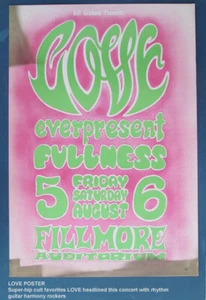 Bill Graham Presents
LOVE
everpresent
FULLNESS
5 FRIDAY
SATURDAY 6
AUGUST
FILLMORE
AUDITORIUM
LOVE POSTER
Super-hip cult favorites LOVE headlined this concert with rhythm
guitar harmony rockers